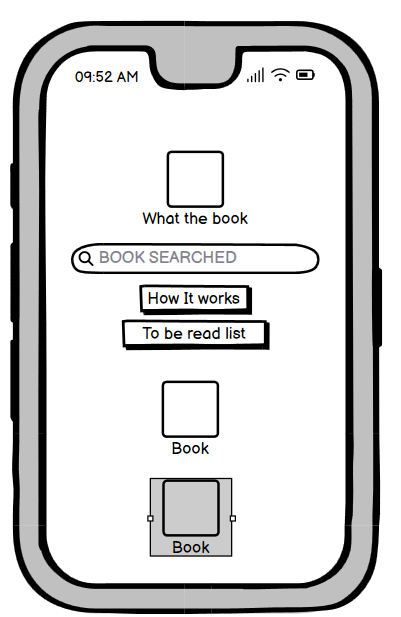 09:52 AM
What the book
BOOK SEARCHED
How It works
To be read list
Book
Book